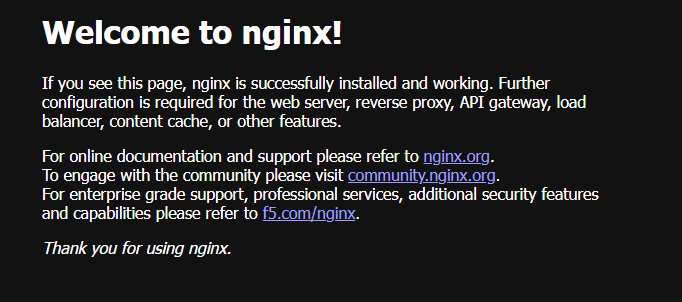 Welcome to nginx!
If you see this page, nginx is successfully installed and working. Further
configuration is required for the web server, reverse proxy, API gateway, load
balancer, content cache, or other features.
For online documentation and support please refer to nginx.org.
To engage with the community please visit community.nginx.org.
For enterprise grade support, professional services, additional security features
and capabilities please refer to f5.com/nginx.
Thank you for using nginx.